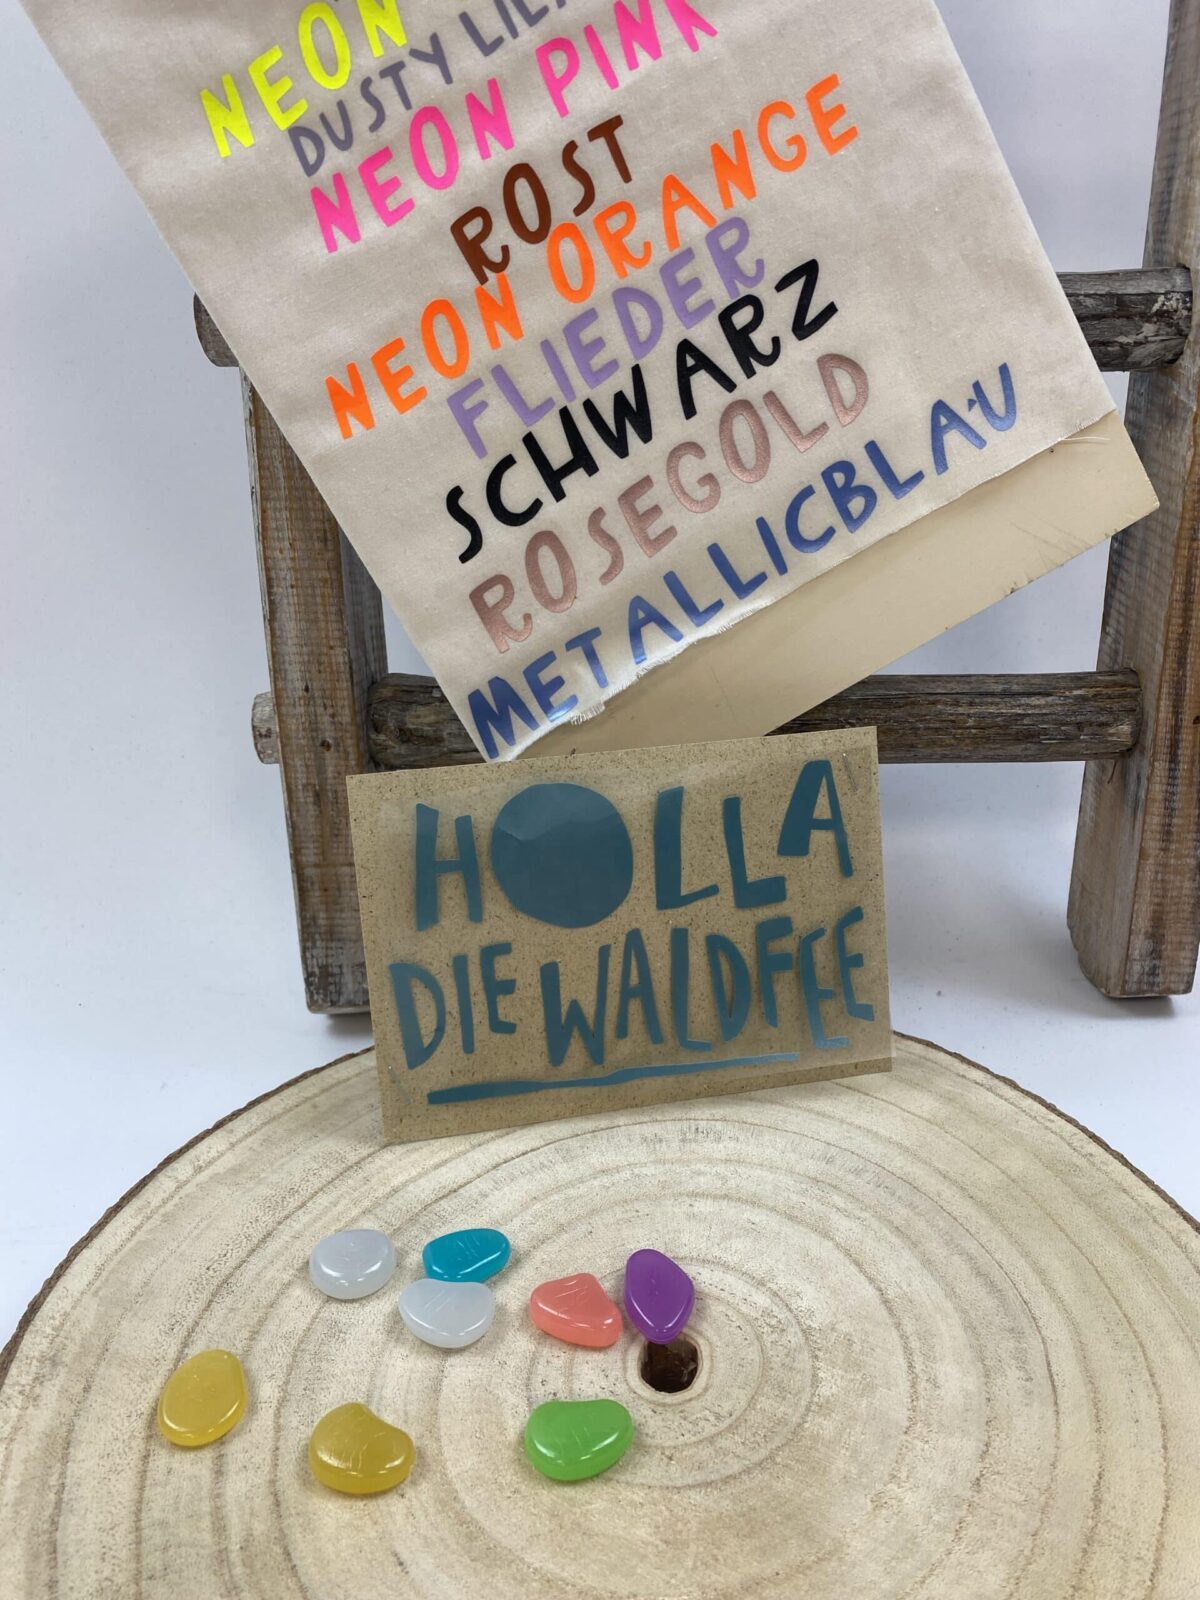 NEON
DUSTY
NEON PINK
ROST
NEON ORANGE
FLIEDER
SCHWARZ
ROSEGOLD
METALLICBLAU
HOLLA
DIE WALDFEE